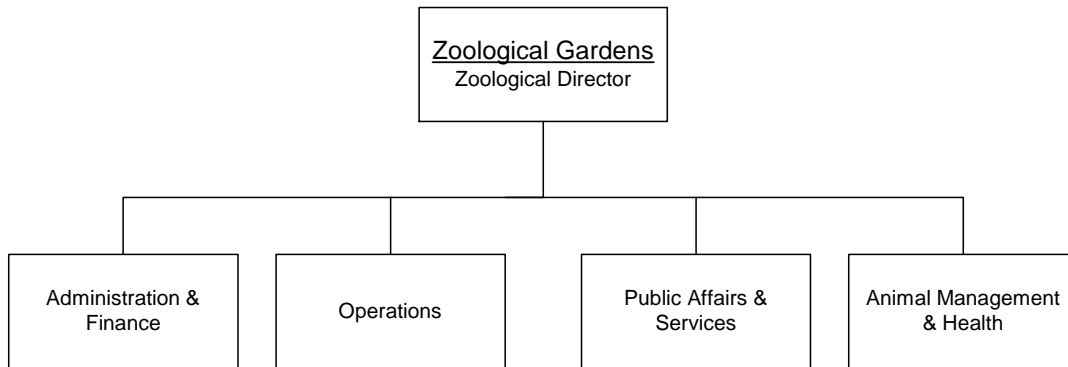 Zoological Gardens
Zoological Director
Administration &
Finance
Operations
Public Affairs &
Services
Animal Management
& Health